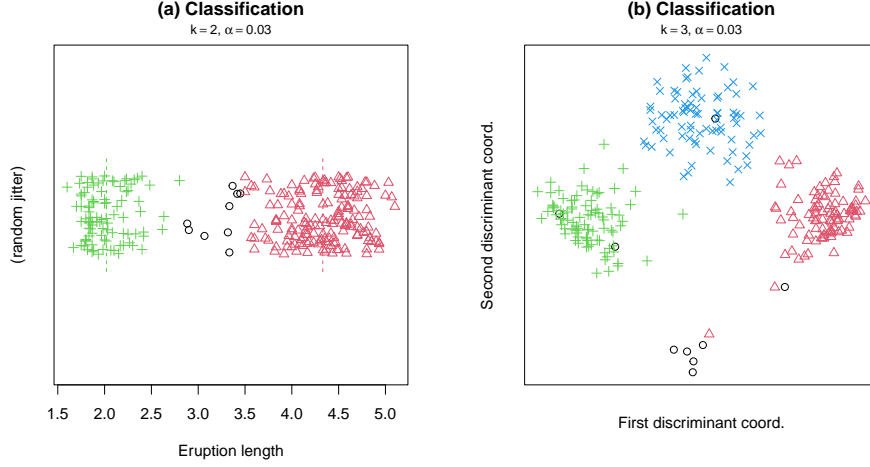 (a) Classification
k = 2, α = 0.03
(random jitter)
1.5 2.0 2.5 3.0 3.5 4.0 4.5 5.0
Eruption length
(b) Classification
k = 3, α = 0.03
Second discriminant coord.
First discriminant coord.